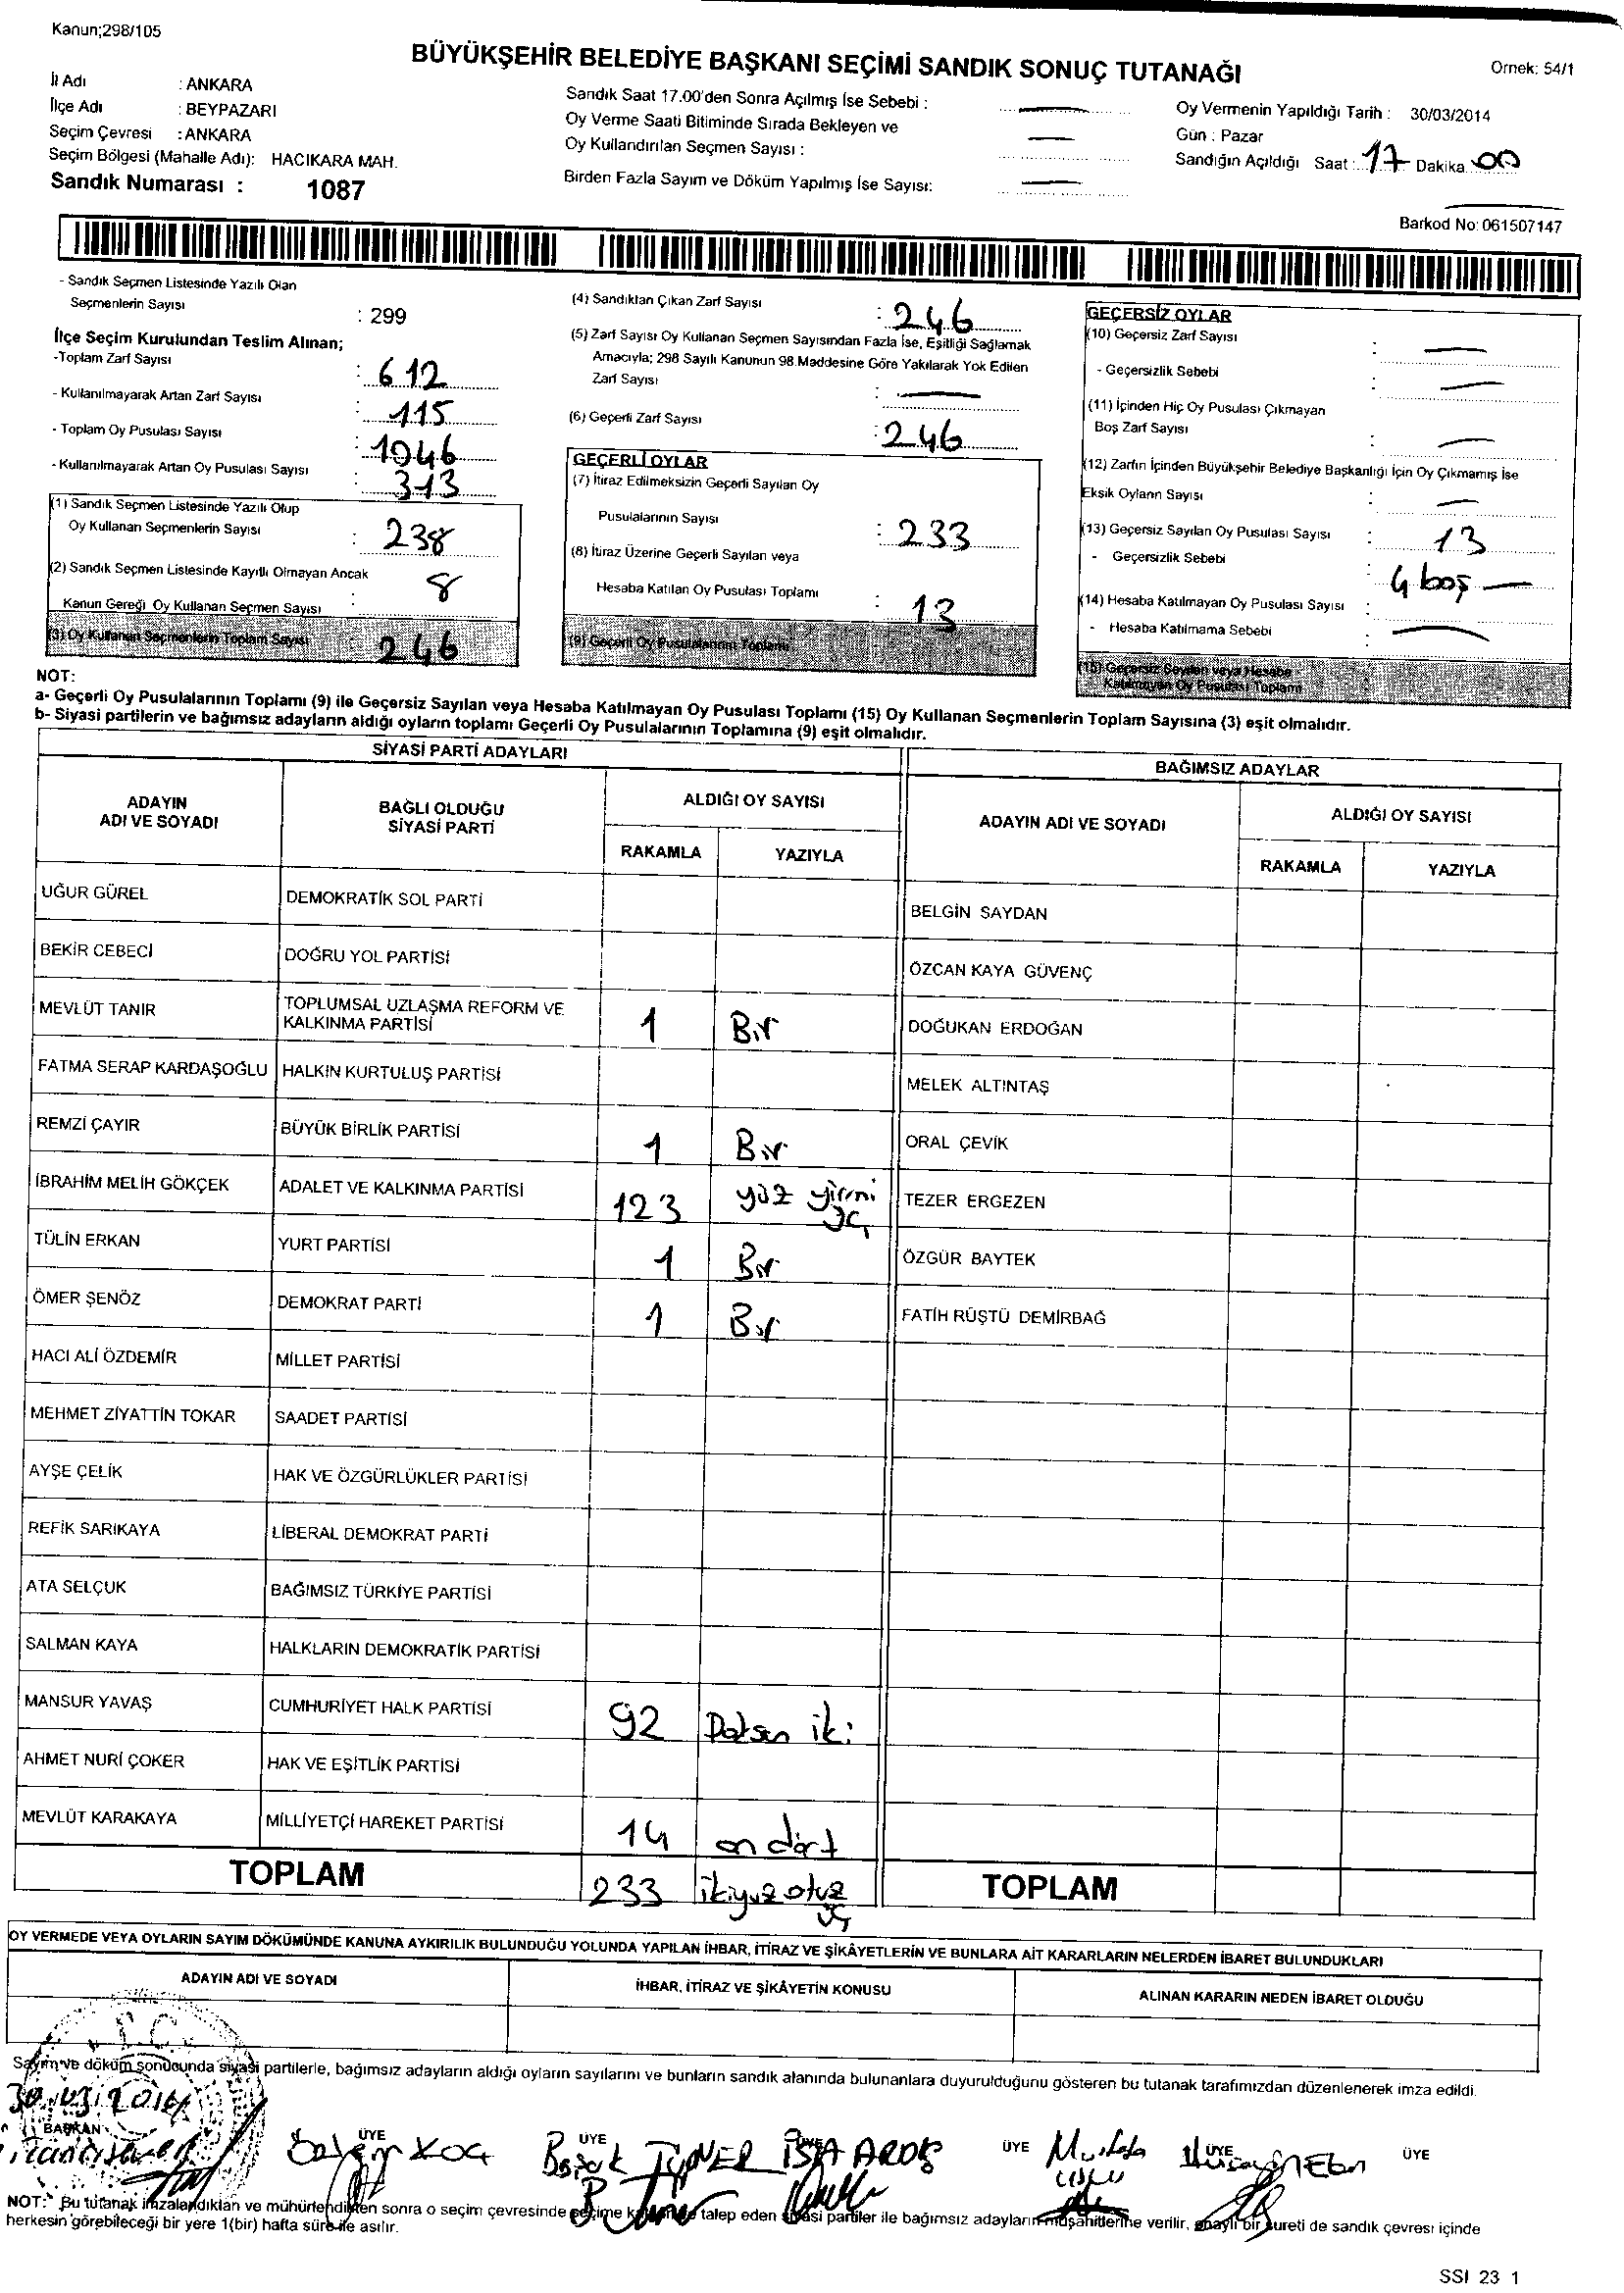 Kanun;298/105
BÜYÜKŞEHİR BELEDİYE BAŞKANI SEÇİMİ SANDIK SONUÇ TUTANAĞI
Ornek: 54/1
İl Adı : ANKARA
İlçe Adı : BEYPAZARI
Seçim Çevresi : ANKARA
Seçim Bölgesi (Mahalle Adı): HACIKARA MAH.
Sandık Numarası : 1087
Sandık Saat 17.00'den Sonra Açılmış İse Sebebi :
Oy Verme Saati Bitiminde Sırada Bekleyen ve
Oy Kullandırılan Seçmen Sayısı :
Birden Fazla Sayım ve Döküm Yapılmış İse Sayısı:
Oy Vermenin Yapıldığı Tarih : 30/03/2014
Gün : Pazar
Sandığın Açıldığı Saat : 17 Dakika 00
Barkod No: 061507147
- Sandık Seçmen Listesinde Yazılı Olan
Seçmenlerin Sayısı : 299
İlçe Seçim Kurulundan Teslim Alınan;
-Toplam Zarf Sayısı : 612
- Kullanılmayarak Artan Zarf Sayısı : 115
- Toplam Oy Pusulası Sayısı : 1046
- Kullanılmayarak Artan Oy Pusulası Sayısı : 313
(1) Sandık Seçmen Listesinde Yazılı Olup
Oy Kullanan Seçmenlerin Sayısı : 238
(2) Sandık Seçmen Listesinde Kayıtlı Olmayan Ancak
Kanun Gereği Oy Kullanan Seçmen Sayısı : 8
(3) Oy Kullanan Seçmenlerin Toplam Sayısı : 246
(4) Sandıktan Çıkan Zarf Sayısı : 246
(5) Zarf Sayısı Oy Kullanan Seçmen Sayısından Fazla İse, Eşitliği Sağlamak
Amacıyla; 298 Sayılı Kanunun 98.Maddesine Göre Yakılarak Yok Edilen
Zarf Sayısı :
(6) Geçerli Zarf Sayısı : 246
GEÇERLİ OYLAR
(7) İtiraz Edilmeksizin Geçerli Sayılan Oy
Pusulalarının Sayısı : 233
(8) İtiraz Üzerine Geçerli Sayılan veya
Hesaba Katılan Oy Pusulası Toplamı : 13
(9) Geçerli Oy Pusulalarının Toplamı
GEÇERSİZ OYLAR
(10) Geçersiz Zarf Sayısı :
- Geçersizlik Sebebi :
(11) İçinden Hiç Oy Pusulası Çıkmayan
Boş Zarf Sayısı :
(12) Zarfın İçinden Büyükşehir Belediye Başkanlığı İçin Oy Çıkmamış İse
Eksik Oyların Sayısı :
(13) Geçersiz Sayılan Oy Pusulası Sayısı : 13
- Geçersizlik Sebebi : 4 boş
(14) Hesaba Katılmayan Oy Pusulası Sayısı :
- Hesaba Katılmama Sebebi :
(15) Geçersiz Sayılan veya Hesaba
Katılmayan Oy Pusulası Toplamı
NOT:
a- Geçerli Oy Pusulalarının Toplamı (9) ile Geçersiz Sayılan veya Hesaba Katılmayan Oy Pusulası Toplamı (15) Oy Kullanan Seçmenlerin Toplam Sayısına (3) eşit olmalıdır.
b- Siyasi partilerin ve bağımsız adayların aldığı oyların toplamı Geçerli Oy Pusulalarının Toplamına (9) eşit olmalıdır.
SİYASİ PARTİ ADAYLARI
BAĞIMSIZ ADAYLAR
ADAYIN ADI VE SOYADI
BAĞLI OLDUĞU SİYASİ PARTİ
ALDIĞI OY SAYISI
RAKAMLA YAZIYLA
ADAYIN ADI VE SOYADI
ALDIĞI OY SAYISI
RAKAMLA YAZIYLA
UĞUR GÜREL DEMOKRATİK SOL PARTİ BELGİN SAYDAN
BEKİR CEBECİ DOĞRU YOL PARTİSİ ÖZCAN KAYA GÜVENÇ
MEVLÜT TANIR TOPLUMSAL UZLAŞMA REFORM VE KALKINMA PARTİSİ 1 Bir DOĞUKAN ERDOĞAN
FATMA SERAP KARDAŞOĞLU HALKIN KURTULUŞ PARTİSİ MELEK ALTINTAŞ
REMZİ ÇAYIR BÜYÜK BİRLİK PARTİSİ 1 Bir ORAL ÇEVİK
İBRAHİM MELİH GÖKÇEK ADALET VE KALKINMA PARTİSİ 123 yüz yirmi üç TEZER ERGEZEN
TÜLİN ERKAN YURT PARTİSİ 1 Bir ÖZGÜR BAYTEK
ÖMER ŞENÖZ DEMOKRAT PARTİ 1 Bir FATİH RÜŞTÜ DEMİRBAĞ
HACI ALİ ÖZDEMİR MİLLET PARTİSİ
MEHMET ZİYATTİN TOKAR SAADET PARTİSİ
AYŞE ÇELİK HAK VE ÖZGÜRLÜKLER PARTİSİ
REFİK SARIKAYA LİBERAL DEMOKRAT PARTİ
ATA SELÇUK BAĞIMSIZ TÜRKİYE PARTİSİ
SALMAN KAYA HALKLARIN DEMOKRATİK PARTİSİ
MANSUR YAVAŞ CUMHURİYET HALK PARTİSİ 92 Doksan iki
AHMET NURİ ÇOKER HAK VE EŞİTLİK PARTİSİ
MEVLÜT KARAKAYA MİLLİYETÇİ HAREKET PARTİSİ 14 on dört
TOPLAM 233 ikiyüz otuz üç TOPLAM
OY VERMEDE VEYA OYLARIN SAYIM DÖKÜMÜNDE KANUNA AYKIRILIK BULUNDUĞU YOLUNDA YAPILAN İHBAR, İTİRAZ VE ŞİKÂYETLERİN VE BUNLARA AİT KARARLARIN NELERDEN İBARET BULUNDUKLARI
ADAYIN ADI VE SOYADI İHBAR, İTİRAZ VE ŞİKÂYETİN KONUSU ALINAN KARARIN NEDEN İBARET OLDUĞU
T.C.
Sayım ve döküm sonucunda siyasi partilerle, bağımsız adayların aldığı oyların sayılarını ve bunların sandık alanında bulunanlara duyurulduğunu gösteren bu tutanak tarafımızdan düzenlenerek imza edildi.
30.03.2014
BAŞKAN ÜYE ÜYE ÜYE ÜYE ÜYE
KOÇ TÜNER İSA Mustafa
NOT: Bu tutanak imzalandıktan ve mühürlendikten sonra o seçim çevresinde seçime katılan ve talep eden siyasi partiler ile bağımsız adayların müşahitlerine verilir, onaylı bir sureti de sandık çevresi içinde
herkesin görebileceği bir yere 1(bir) hafta süre ile asılır.
SSI 23 1